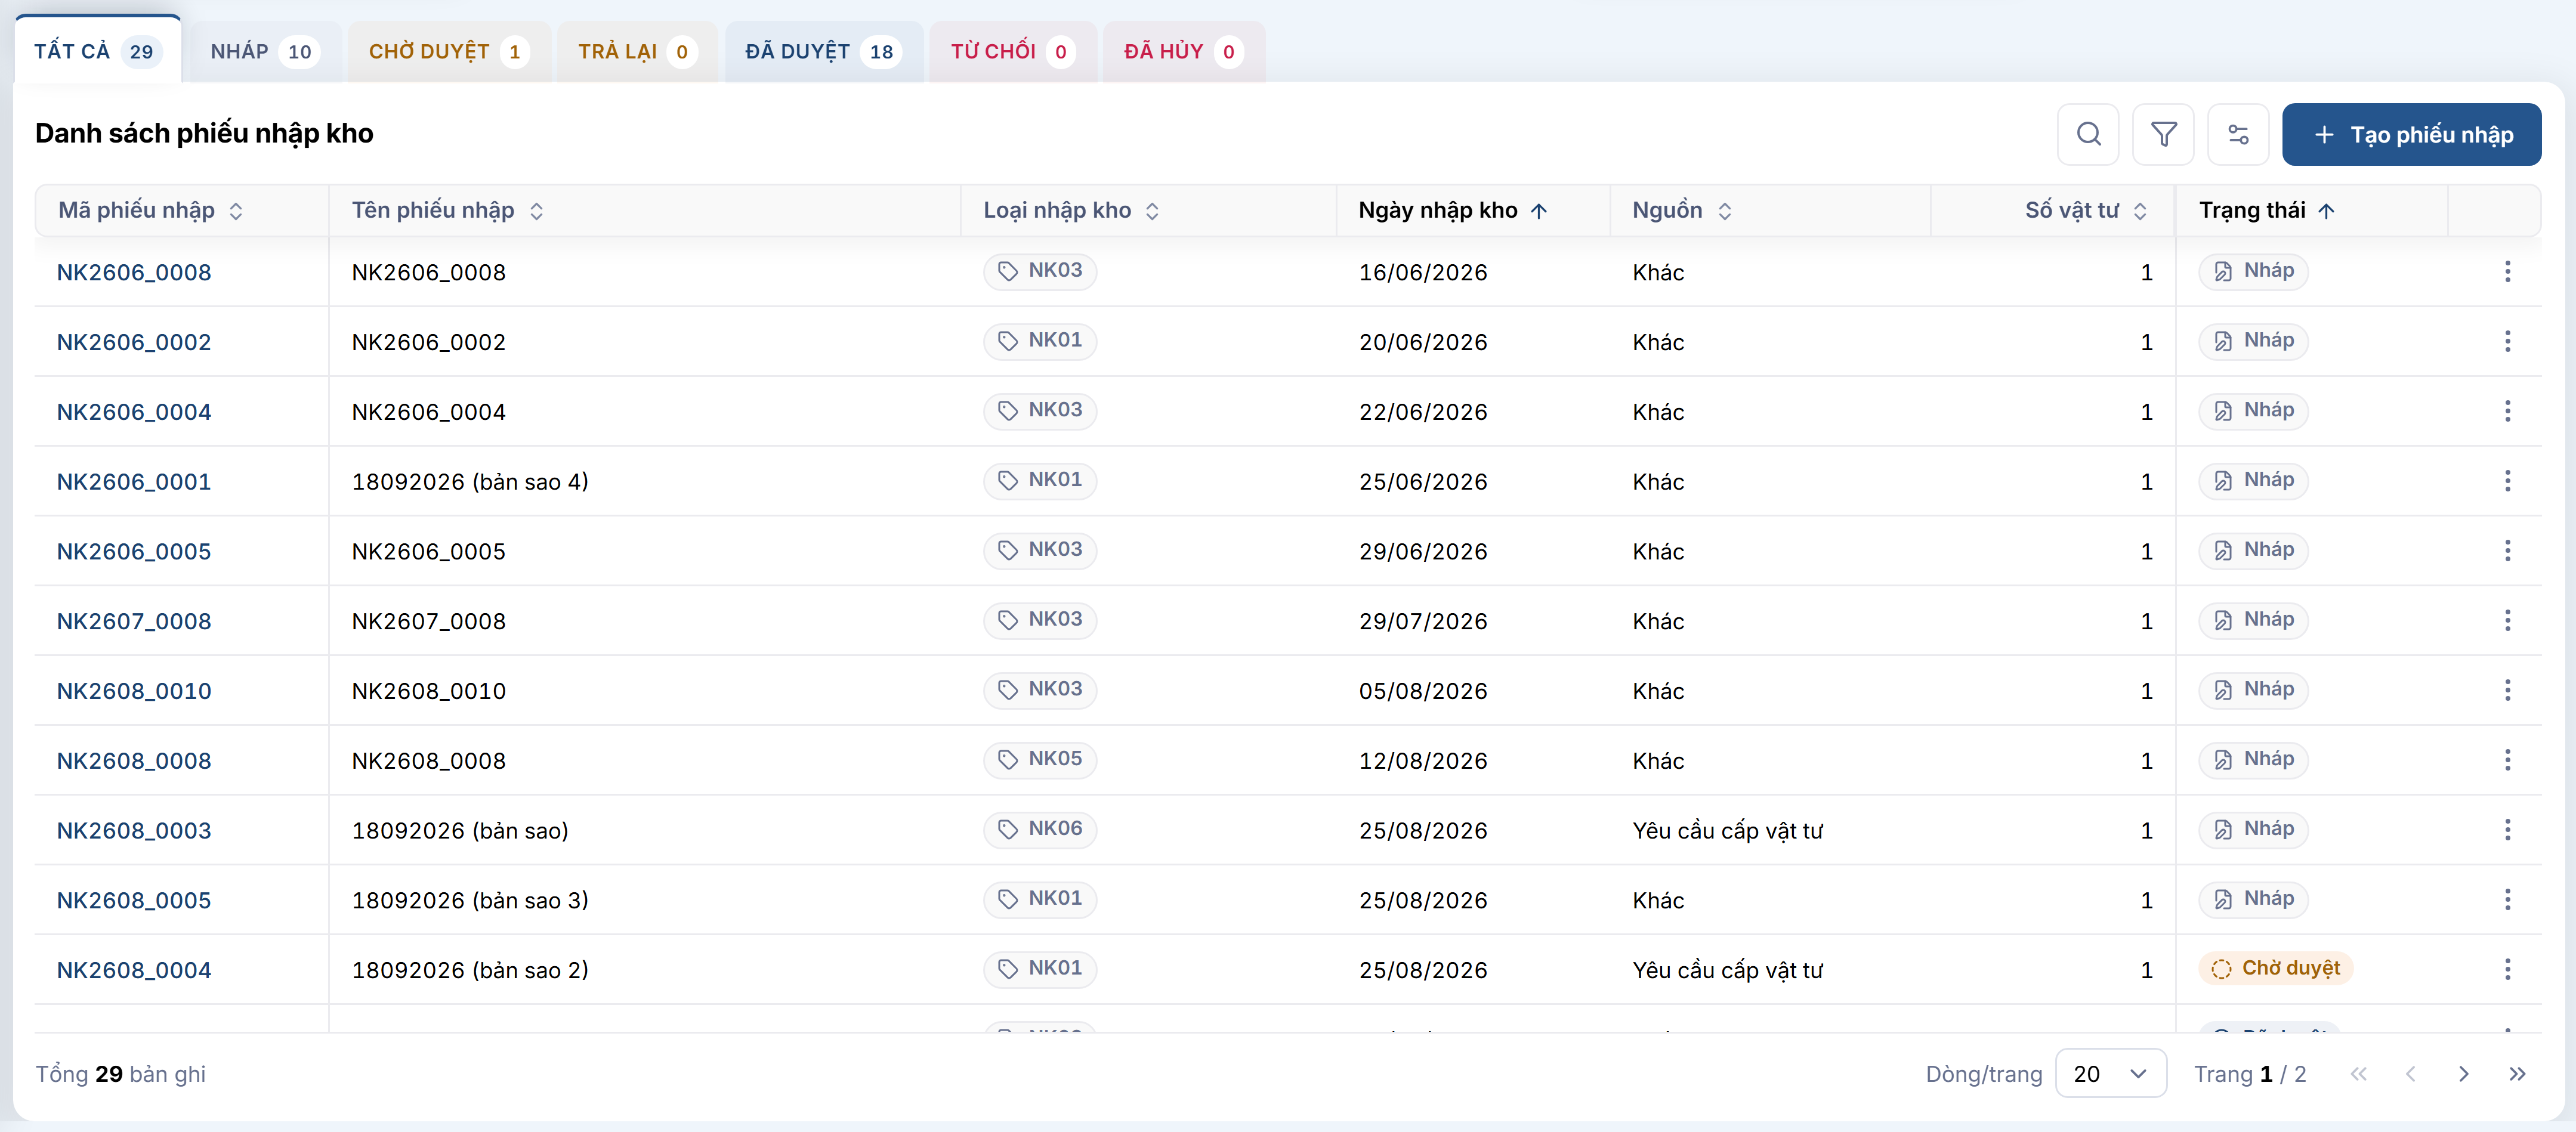 TẤT CẢ 29 NHÁP 10 CHỜ DUYỆT 1 TRẢ LẠI 0 ĐÃ DUYỆT 18 TỪ CHỐI 0 ĐÃ HỦY 0
Danh sách phiếu nhập kho Tạo phiếu nhập
Mã phiếu nhập Tên phiếu nhập Loại nhập kho Ngày nhập kho Nguồn Số vật tư Trạng thái
NK2606_0008 NK2606_0008 NK03 16/06/2026 Khác 1 Nháp
NK2606_0002 NK2606_0002 NK01 20/06/2026 Khác 1 Nháp
NK2606_0004 NK2606_0004 NK03 22/06/2026 Khác 1 Nháp
NK2606_0001 18092026 (bản sao 4) NK01 25/06/2026 Khác 1 Nháp
NK2606_0005 NK2606_0005 NK03 29/06/2026 Khác 1 Nháp
NK2607_0008 NK2607_0008 NK03 29/07/2026 Khác 1 Nháp
NK2608_0010 NK2608_0010 NK03 05/08/2026 Khác 1 Nháp
NK2608_0008 NK2608_0008 NK05 12/08/2026 Khác 1 Nháp
NK2608_0003 18092026 (bản sao) NK06 25/08/2026 Yêu cầu cấp vật tư 1 Nháp
NK2608_0005 18092026 (bản sao 3) NK01 25/08/2026 Khác 1 Nháp
NK2608_0004 18092026 (bản sao 2) NK01 25/08/2026 Yêu cầu cấp vật tư 1 Chờ duyệt
Tổng 29 bản ghi Dòng/trang 20 Trang 1 / 2